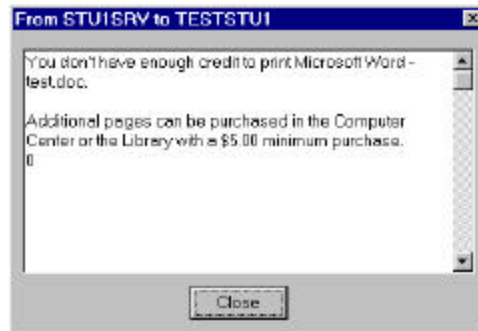 From STU1SRV to TESTSTU1
You don't have enough credit to print Microsoft Word -
test.doc.
Additional pages can be purchased in the Computer
Center or the Library with a $5.00 minimum purchase.
0
Close